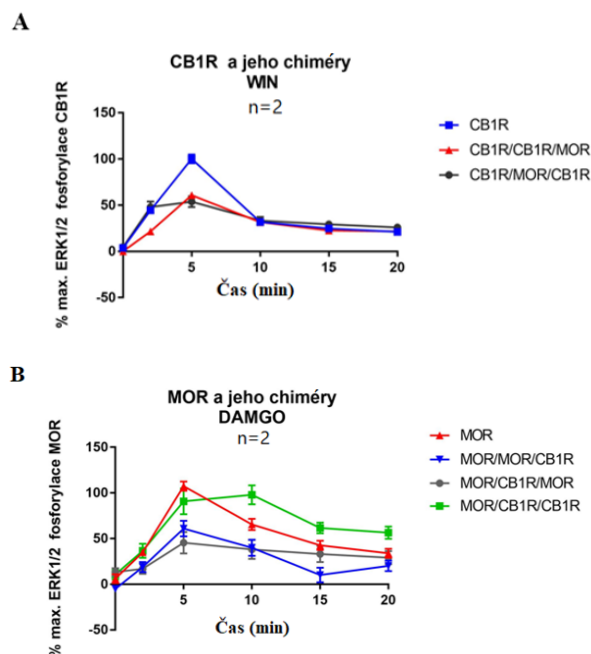 A
CB1R a jeho chiméry
WIN
n=2
% max. ERK1/2 fosforylace CB1R
150
100
50
0
-50
5
10
15
20
Čas (min)
CB1R
CB1R/CB1R/MOR
CB1R/MOR/CB1R
B
MOR a jeho chiméry
DAMGO
n=2
% max. ERK1/2 fosforylace MOR
150
100
50
0
-50
5
10
15
20
Čas (min)
MOR
MOR/MOR/CB1R
MOR/CB1R/MOR
MOR/CB1R/CB1R